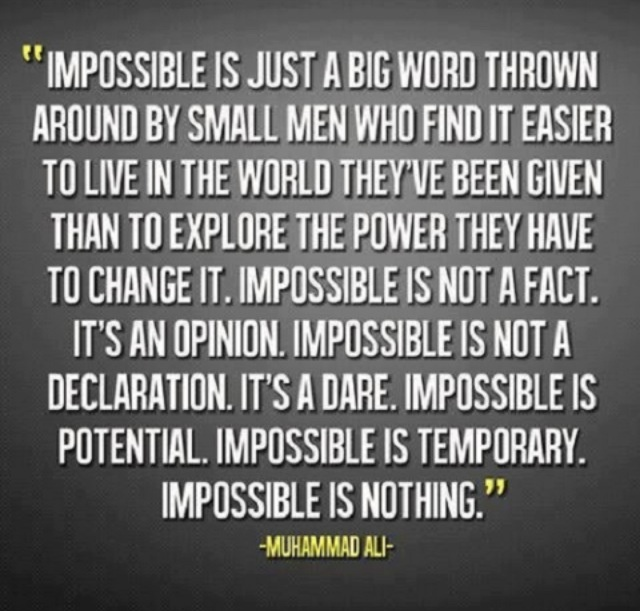 "IMPOSSIBLE IS JUST A BIG WORD THROWN
AROUND BY SMALL MEN WHO FIND IT EASIER
TO LIVE IN THE WORLD THEY'VE BEEN GIVEN
THAN TO EXPLORE THE POWER THEY HAVE
TO CHANGE IT. IMPOSSIBLE IS NOT A FACT.
IT'S AN OPINION. IMPOSSIBLE IS NOT A
DECLARATION. IT'S A DARE. IMPOSSIBLE IS
POTENTIAL. IMPOSSIBLE IS TEMPORARY.
IMPOSSIBLE IS NOTHING."
-MUHAMMAD ALI-